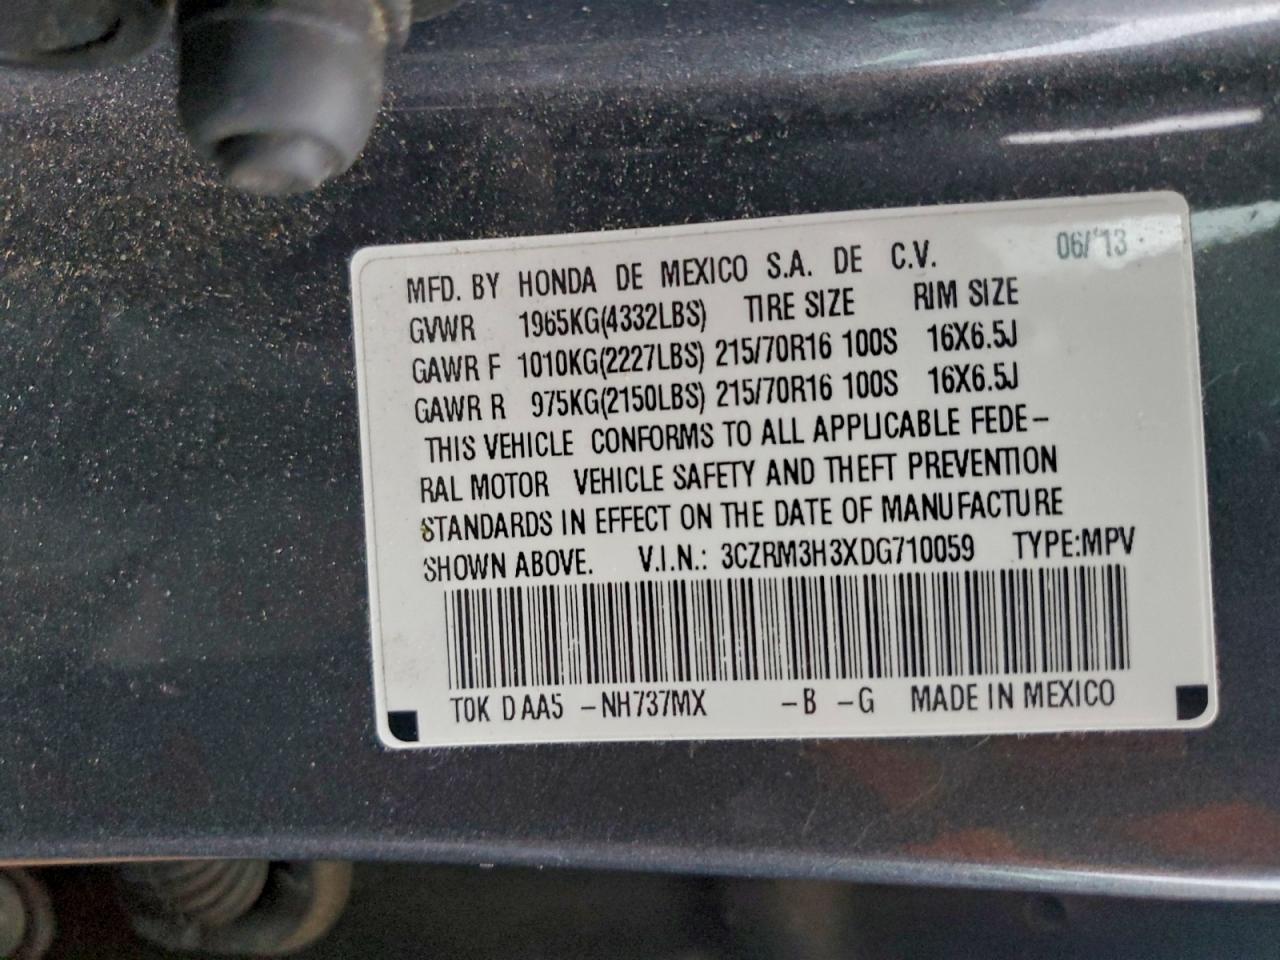 MFD. BY HONDA DE MEXICO S.A. DE C.V. 06/'13
GVWR 1965KG(4332LBS) TIRE SIZE RIM SIZE
GAWR F 1010KG(2227LBS) 215/70R16 100S 16X6.5J
GAWR R 975KG(2150LBS) 215/70R16 100S 16X6.5J
THIS VEHICLE CONFORMS TO ALL APPLICABLE FEDE-
RAL MOTOR VEHICLE SAFETY AND THEFT PREVENTION
STANDARDS IN EFFECT ON THE DATE OF MANUFACTURE
SHOWN ABOVE. V.I.N.: 3CZRM3H3XDG710059 TYPE:MPV
T0K D AA5 -NH737MX -B -G MADE IN MEXICO